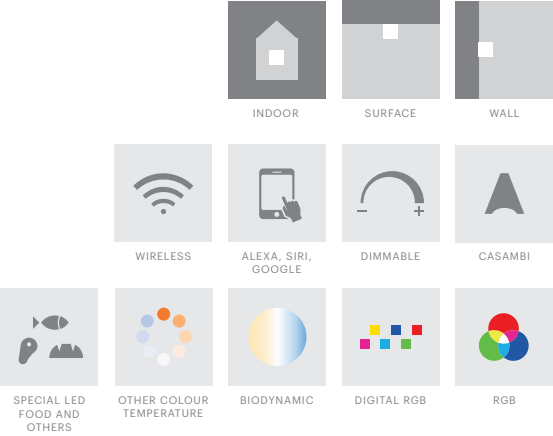 INDOOR
SURFACE
WALL
WIRELESS
ALEXA, SIRI,
GOOGLE
DIMMABLE
CASAMBI
SPECIAL LED
FOOD AND
OTHERS
OTHER COLOUR
TEMPERATURE
BIODYNAMIC
DIGITAL RGB
RGB